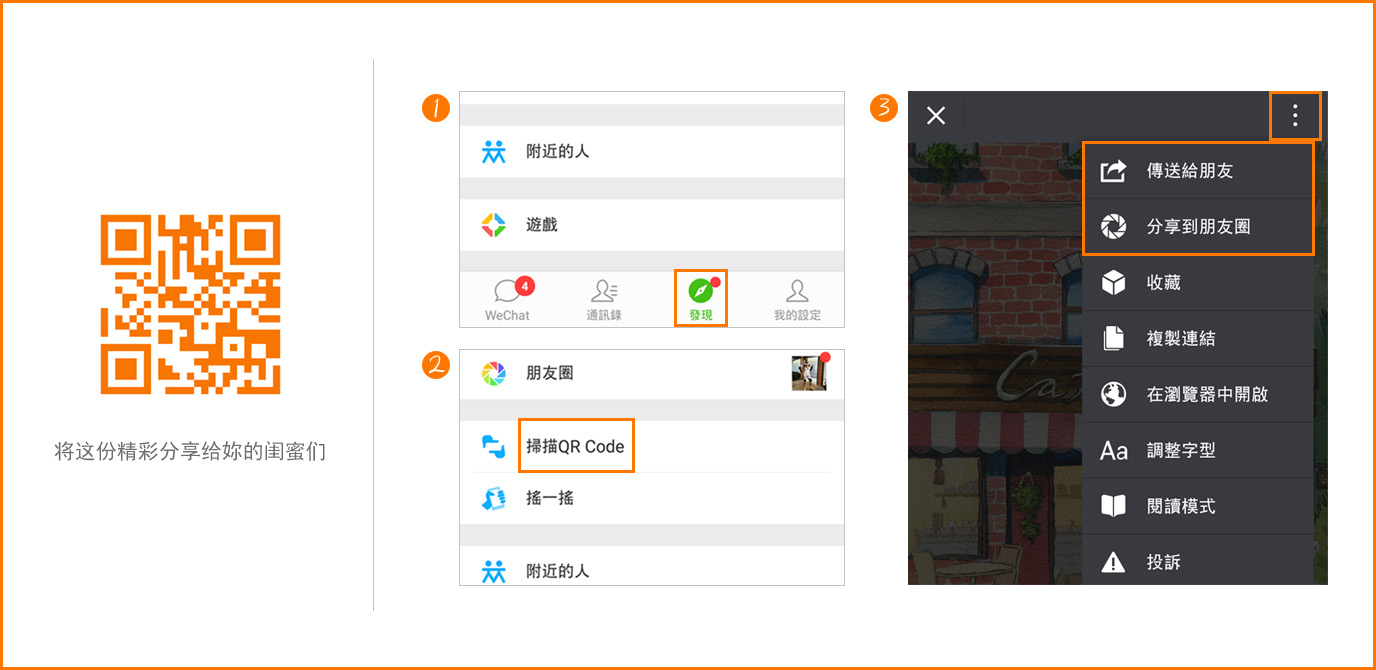 将这份精彩分享给妳的闺蜜们
1
附近的人
遊戲
4
WeChat
通訊錄
發現
我的設定
2
朋友圈
掃描QR Code
搖一搖
附近的人
3
傳送給朋友
分享到朋友圈
收藏
複製連結
在瀏覽器中開啟
Aa 調整字型
閱讀模式
投訴